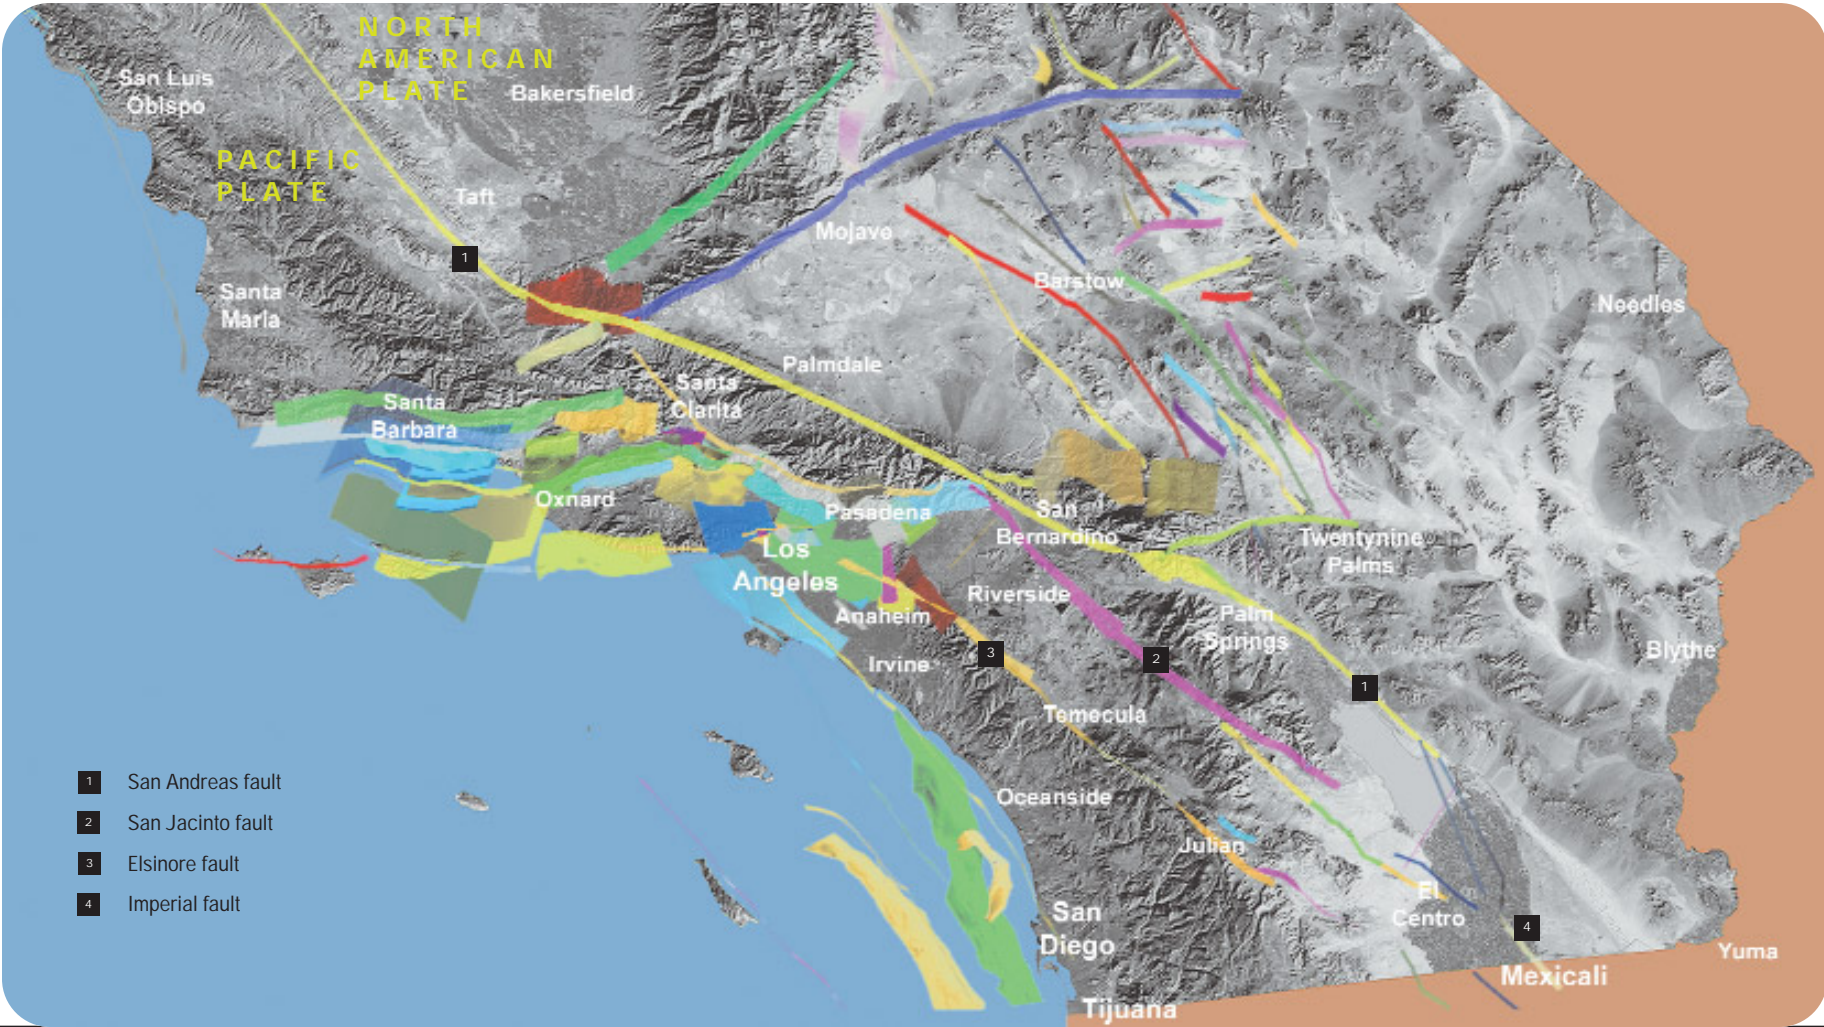 NORTH
AMERICAN
PLATE
San Luis
Obispo
Bakersfield
PACIFIC
PLATE
Taft
1
Mojave
Santa
Maria
Barstow
Needles
Palmdale
Santa
Clarita
Santa
Barbara
Oxnard
Pasadena
San
Bernardino
Los
Angeles
Twentynine
Palms
Riverside
Anaheim
Palm
Springs
3
2
Irvine
Blythe
1
Temecula
1 San Andreas fault
2 San Jacinto fault
3 Elsinore fault
4 Imperial fault
Oceanside
Julian
El
Centro
San
Diego
4
Yuma
Mexicali
Tijuana